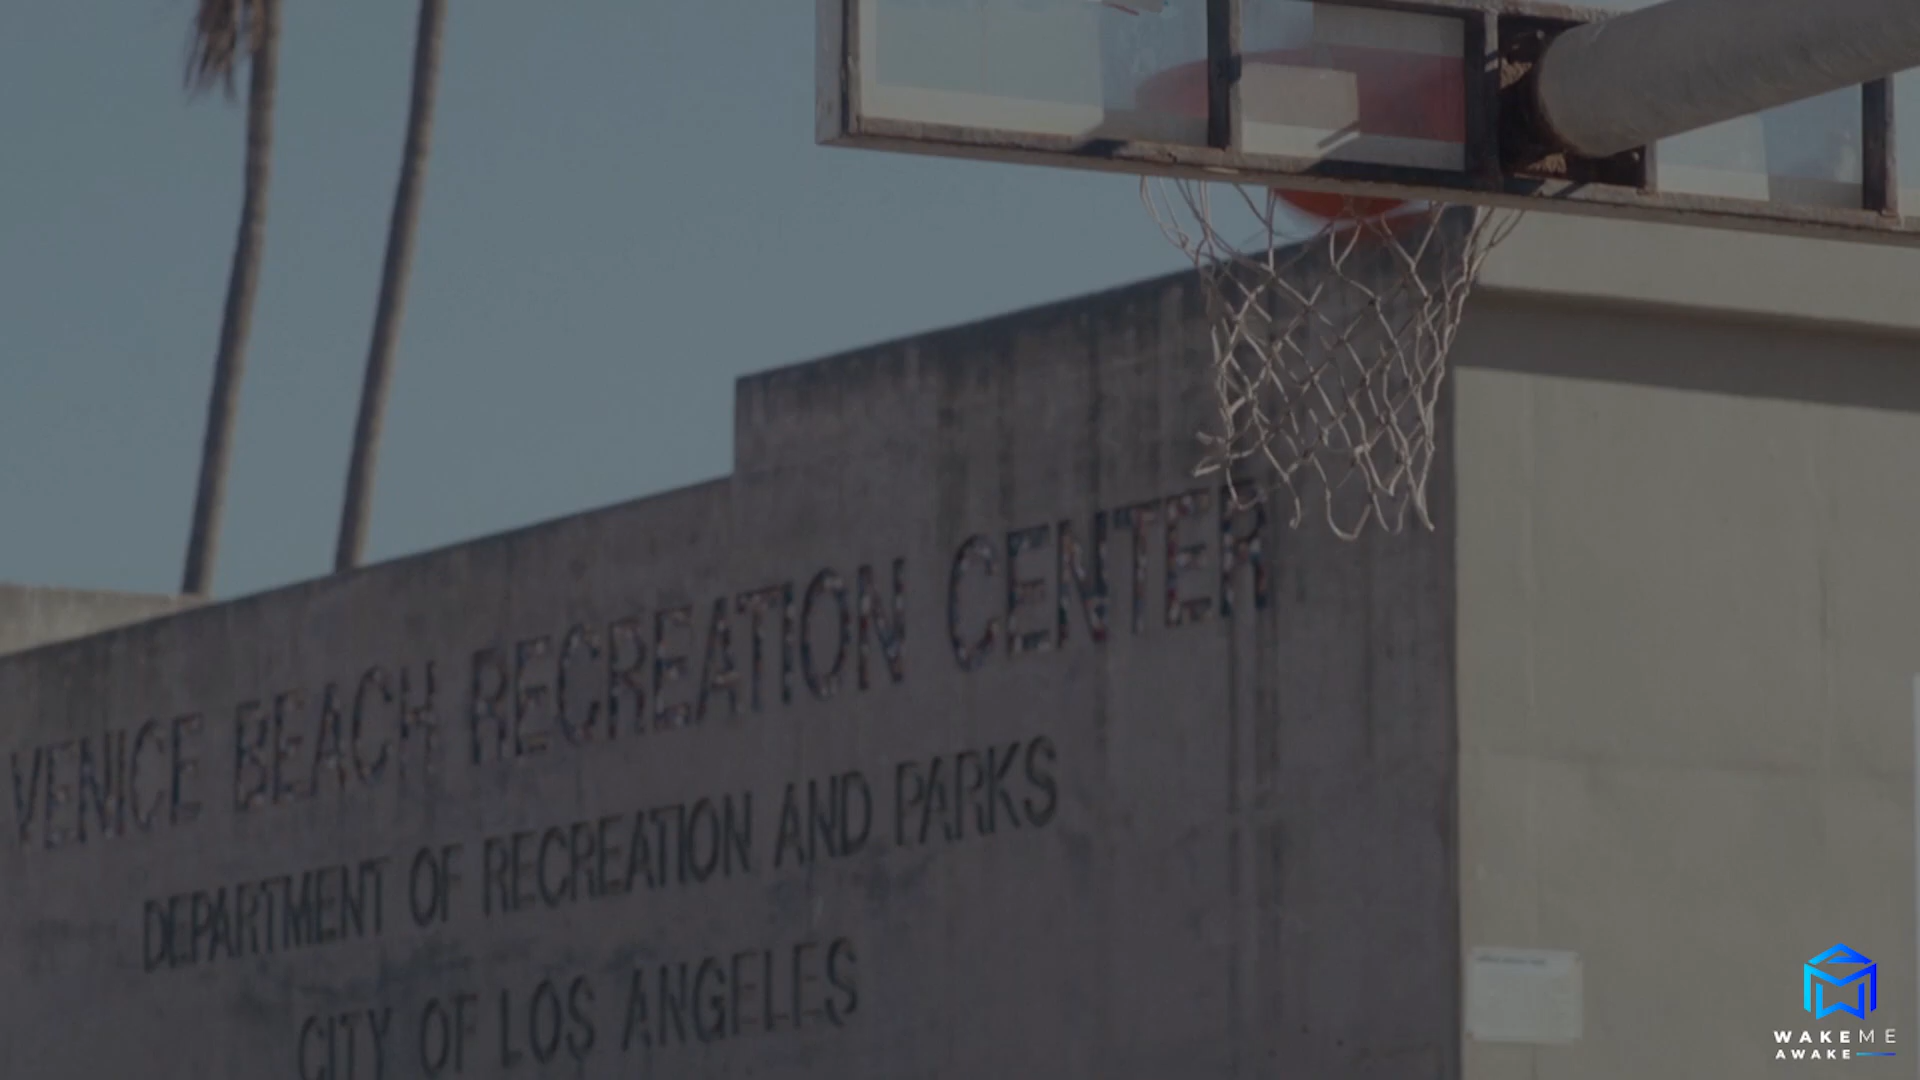 VENICE BEACH RECREATION CENTER
DEPARTMENT OF RECREATION AND PARKS
CITY OF LOS ANGELES
WAKEME
AWAKE